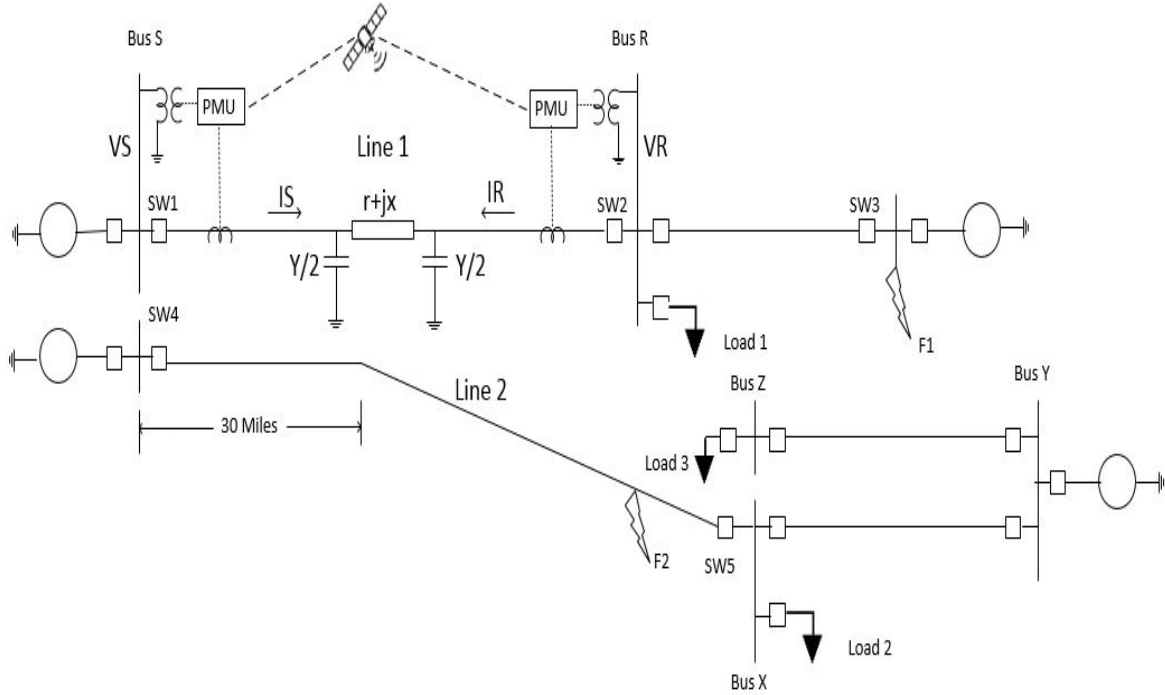 Bus S
Bus R
PMU
PMU
VS
Line 1
VR
SW1
IS
r+jx
IR
SW2
SW3
Y/2
Y/2
SW4
F1
Load 1
Line 2
Bus Z
Bus Y
30 Miles
Load 3
F2
SW5
Load 2
Bus X